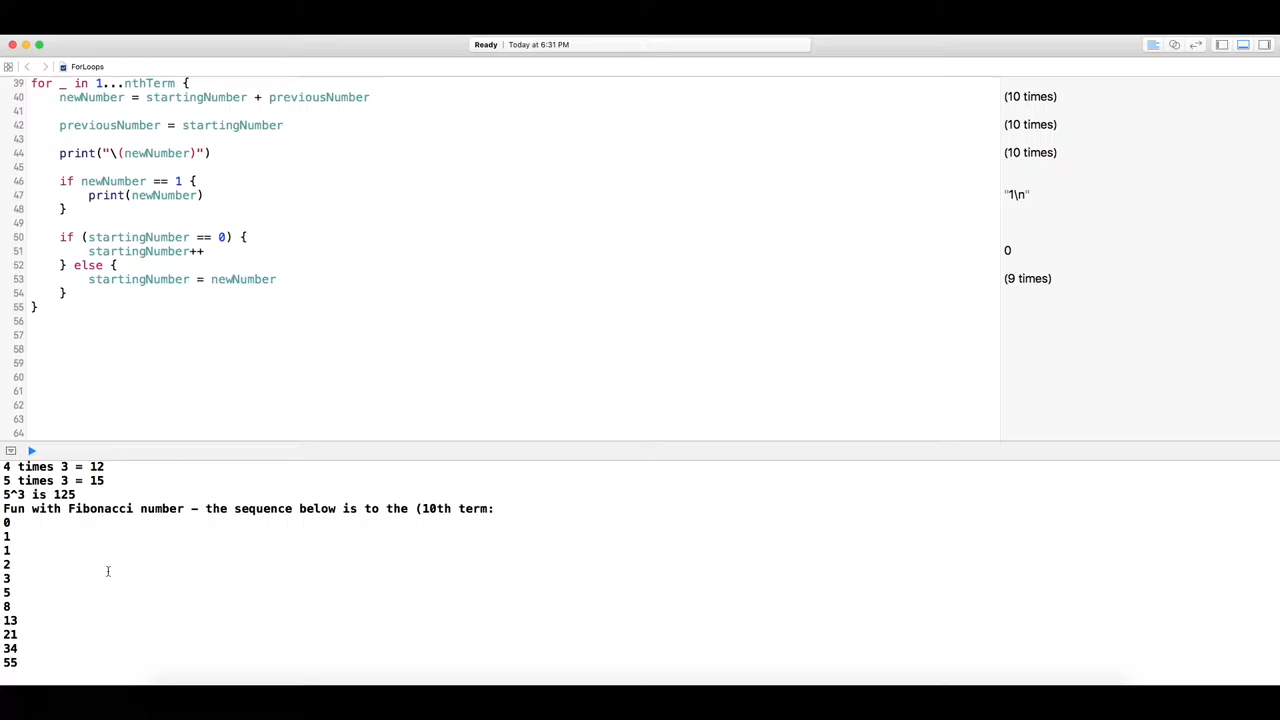 Ready | Today at 6:31 PM
ForLoops
39 for _ in 1...nthTerm {
40 newNumber = startingNumber + previousNumber (10 times)
41
42 previousNumber = startingNumber (10 times)
43
44 print("\(newNumber)") (10 times)
45
46 if newNumber == 1 {
47 print(newNumber) "1\n"
48 }
49
50 if (startingNumber == 0) {
51 startingNumber++ 0
52 } else {
53 startingNumber = newNumber (9 times)
54 }
55 }
56
57
58
59
60
61
62
63
64
4 times 3 = 12
5 times 3 = 15
5^3 is 125
Fun with Fibonacci number – the sequence below is to the (10th term:
0
1
1
2
3
5
8
13
21
34
55